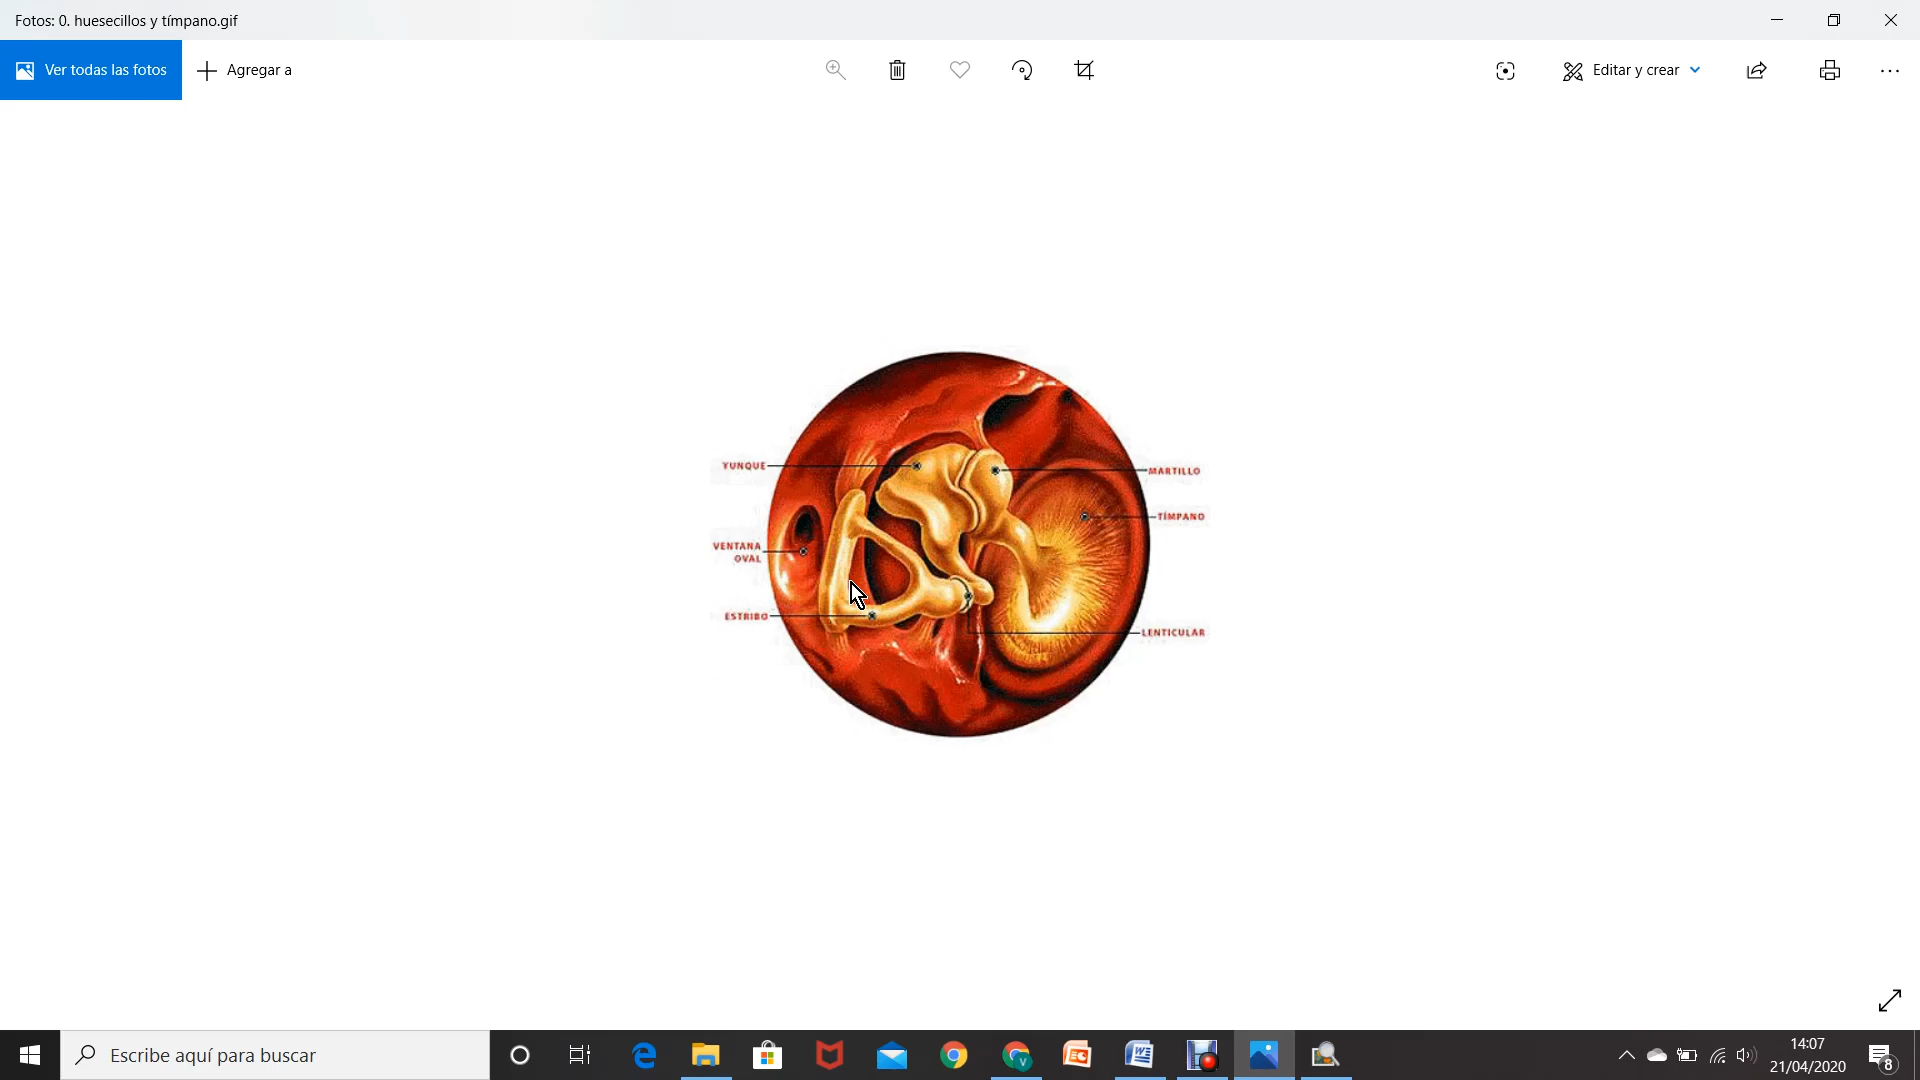 Fotos: 0. huesecillos y tímpano.gif
Ver todas las fotos
Agregar a
Editar y crear
YUNQUE
MARTILLO
TÍMPANO
VENTANA
OVAL
ESTRIBO
LENTICULAR
Escribe aquí para buscar
14:07
21/04/2020
8